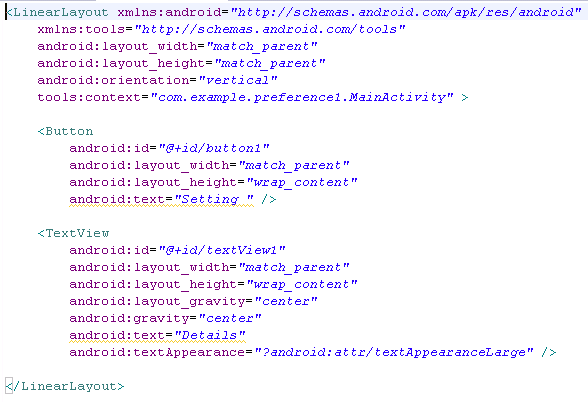 <LinearLayout xmlns:android="http://schemas.android.com/apk/res/android"
    xmlns:tools="http://schemas.android.com/tools"
    android:layout_width="match_parent"
    android:layout_height="match_parent"
    android:orientation="vertical"
    tools:context="com.example.preference1.MainActivity" >
    <Button
        android:id="@+id/button1"
        android:layout_width="match_parent"
        android:layout_height="wrap_content"
        android:text="Setting " />
    <TextView
        android:id="@+id/textView1"
        android:layout_width="match_parent"
        android:layout_height="wrap_content"
        android:layout_gravity="center"
        android:gravity="center"
        android:text="Details"
        android:textAppearance="?android:attr/textAppearanceLarge" />
</LinearLayout>